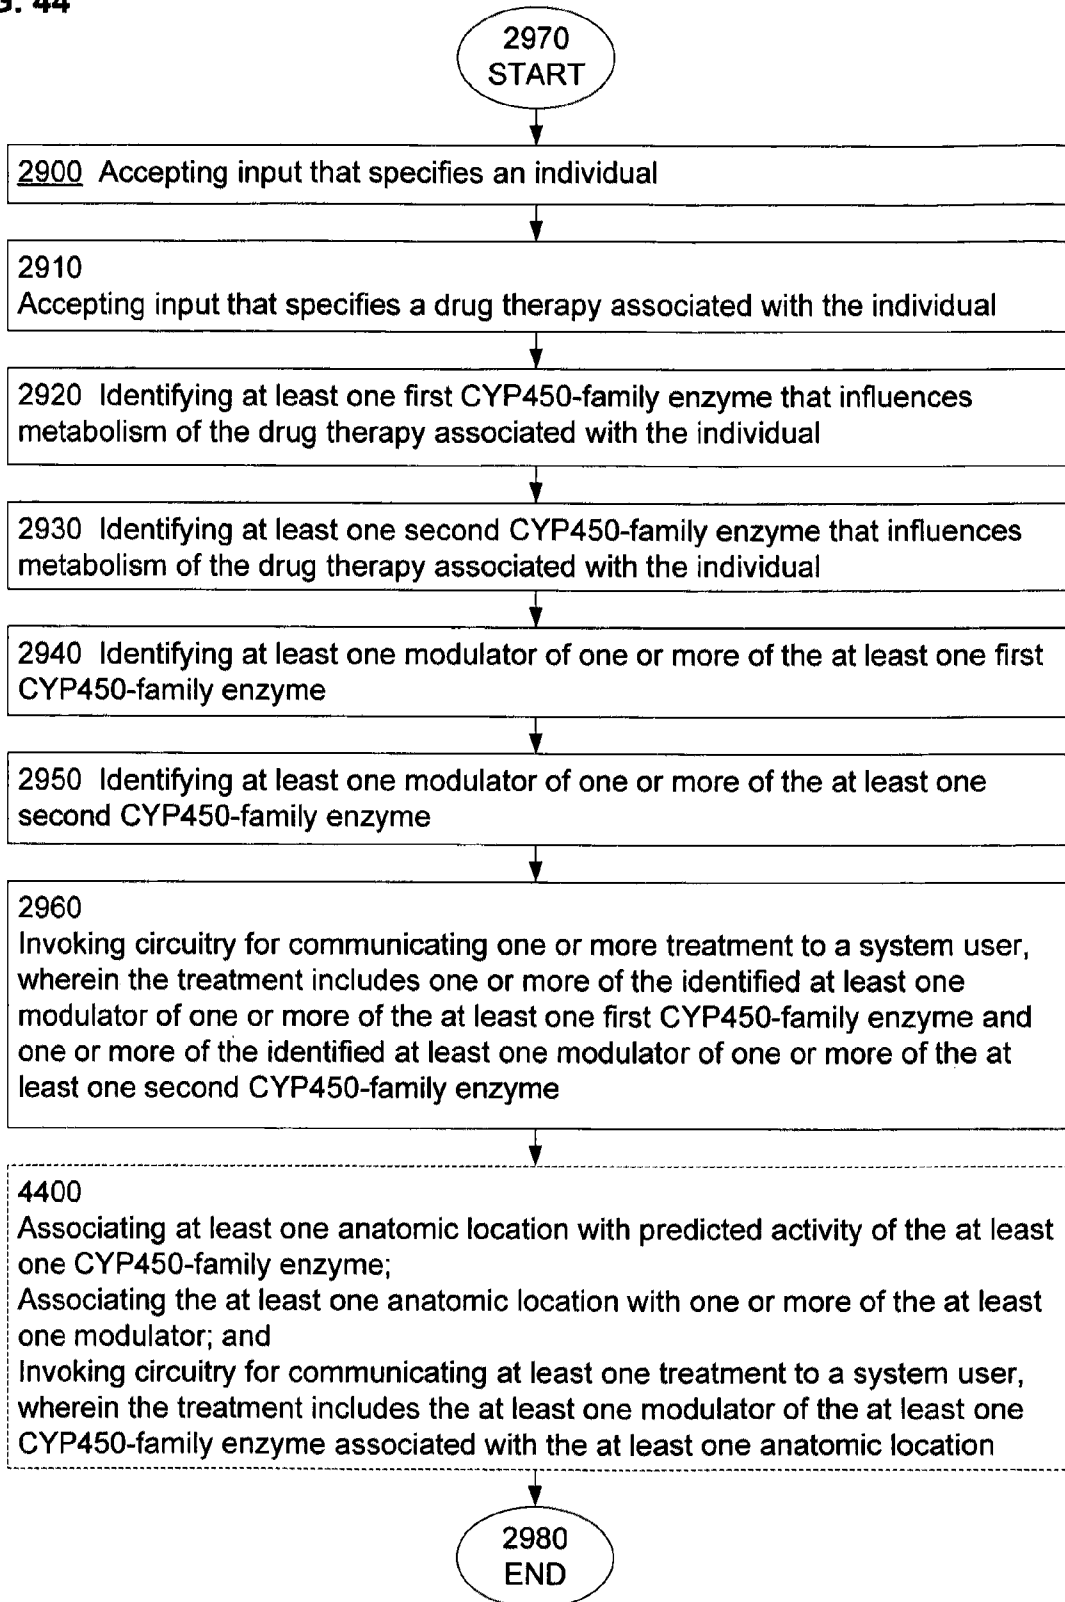 G. 44
2970
START
2900 Accepting input that specifies an individual
2910
Accepting input that specifies a drug therapy associated with the individual
2920 Identifying at least one first CYP450-family enzyme that influences
metabolism of the drug therapy associated with the individual
2930 Identifying at least one second CYP450-family enzyme that influences
metabolism of the drug therapy associated with the individual
2940 Identifying at least one modulator of one or more of the at least one first
CYP450-family enzyme
2950 Identifying at least one modulator of one or more of the at least one
second CYP450-family enzyme
2960
Invoking circuitry for communicating one or more treatment to a system user,
wherein the treatment includes one or more of the identified at least one
modulator of one or more of the at least one first CYP450-family enzyme and
one or more of the identified at least one modulator of one or more of the at
least one second CYP450-family enzyme
4400
Associating at least one anatomic location with predicted activity of the at least
one CYP450-family enzyme;
Associating the at least one anatomic location with one or more of the at least
one modulator; and
Invoking circuitry for communicating at least one treatment to a system user,
wherein the treatment includes the at least one modulator of the at least one
CYP450-family enzyme associated with the at least one anatomic location
2980
END